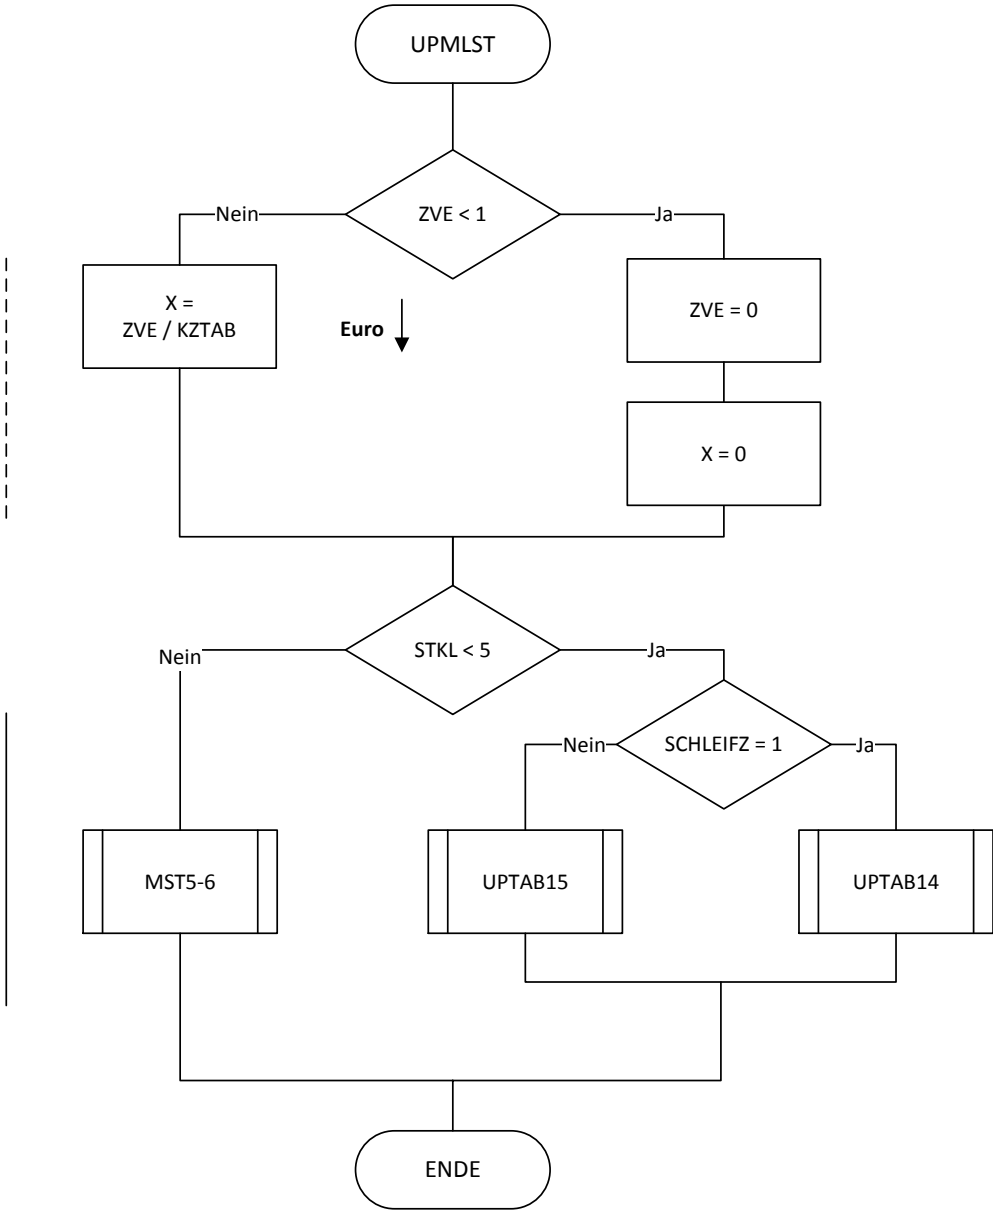 UPMLST
ZVE < 1
Nein
Ja
X =
ZVE / KZTAB
Euro
ZVE = 0
X = 0
STKL < 5
Nein
Ja
SCHLEIFZ = 1
Nein
Ja
MST5-6
UPTAB15
UPTAB14
ENDE